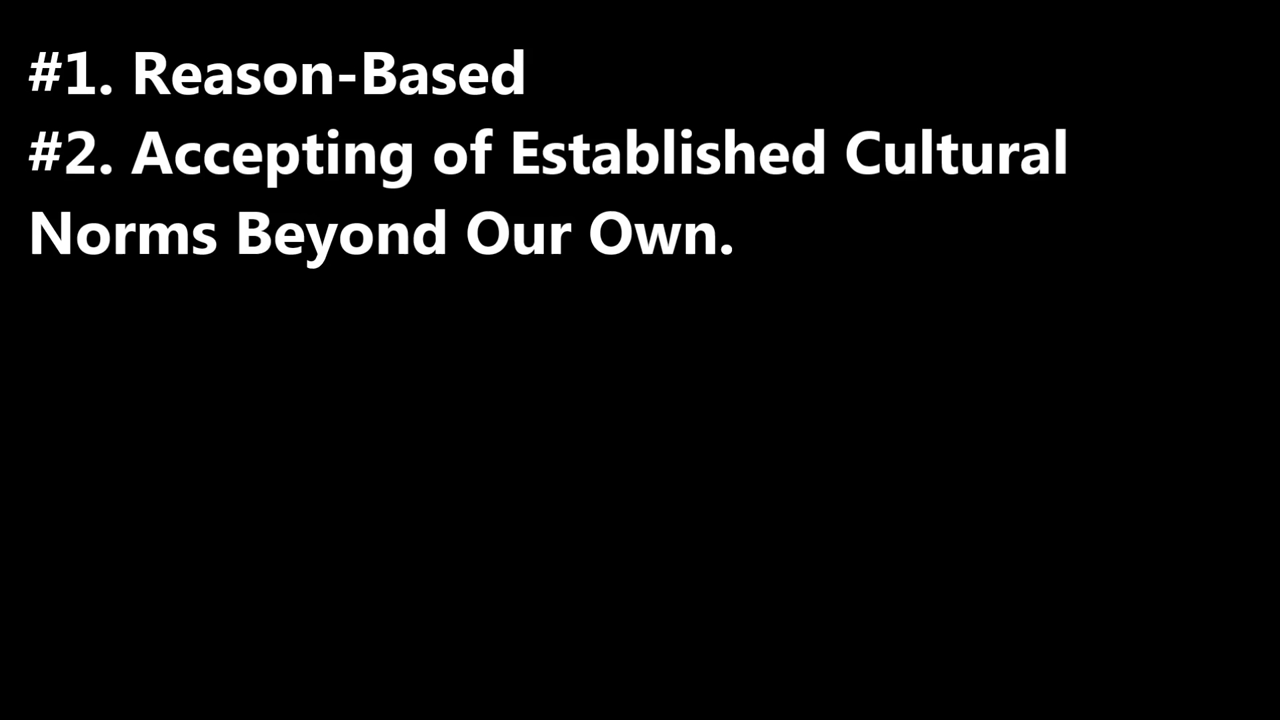 #1. Reason-Based
#2. Accepting of Established Cultural
Norms Beyond Our Own.